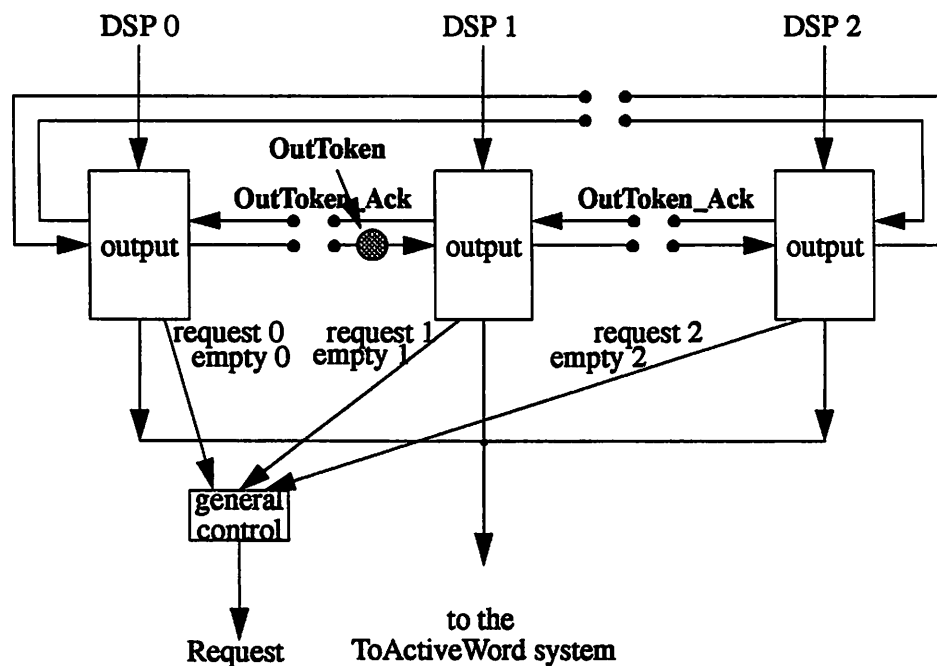 DSP 0
DSP 1
DSP 2
OutToken
OutToken_Ack
OutToken_Ack
output
output
output
request 0
empty 0
request 1
empty 1
request 2
empty 2
general
control
Request
to the
ToActiveWord system